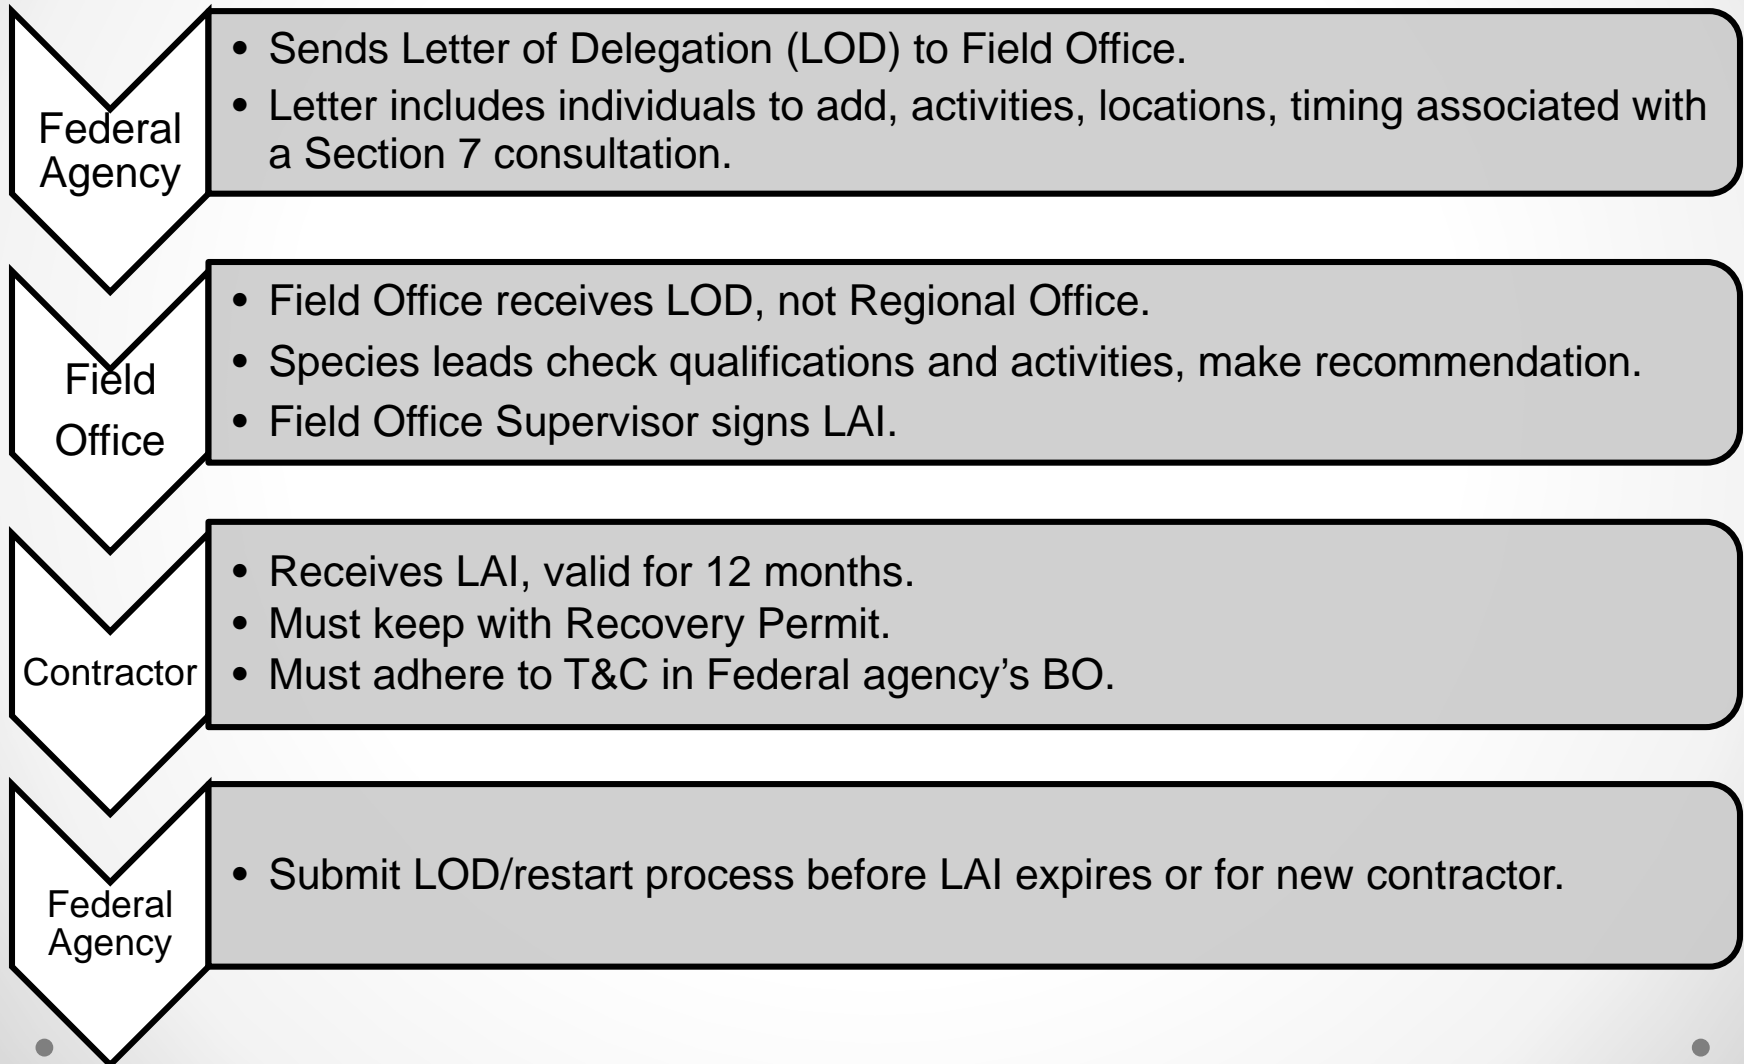 Federal
Agency
• Sends Letter of Delegation (LOD) to Field Office.
• Letter includes individuals to add, activities, locations, timing associated with
a Section 7 consultation.
Field
Office
• Field Office receives LOD, not Regional Office.
• Species leads check qualifications and activities, make recommendation.
• Field Office Supervisor signs LAI.
Contractor
• Receives LAI, valid for 12 months.
• Must keep with Recovery Permit.
• Must adhere to T&C in Federal agency’s BO.
Federal
Agency
• Submit LOD/restart process before LAI expires or for new contractor.